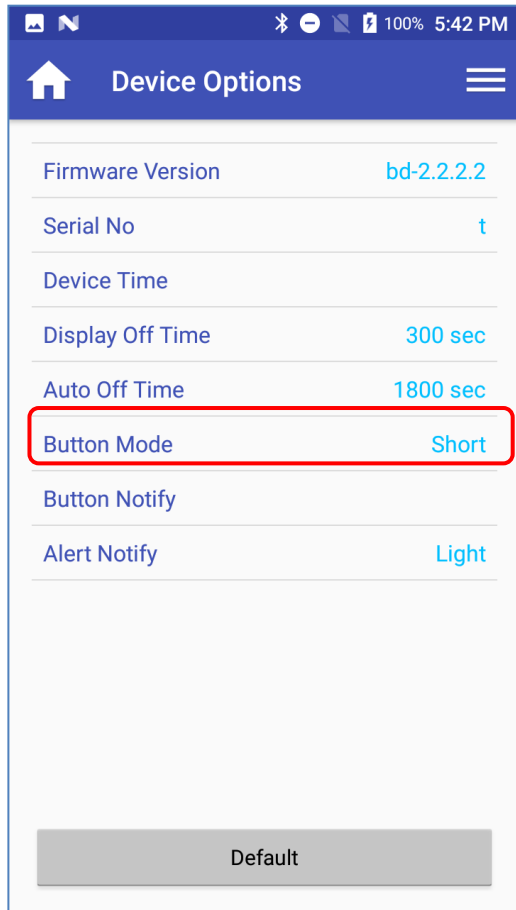 100% 5:42 PM
Device Options
Firmware Version bd-2.2.2.2
Serial No t
Device Time
Display Off Time 300 sec
Auto Off Time 1800 sec
Button Mode Short
Button Notify
Alert Notify Light
Default